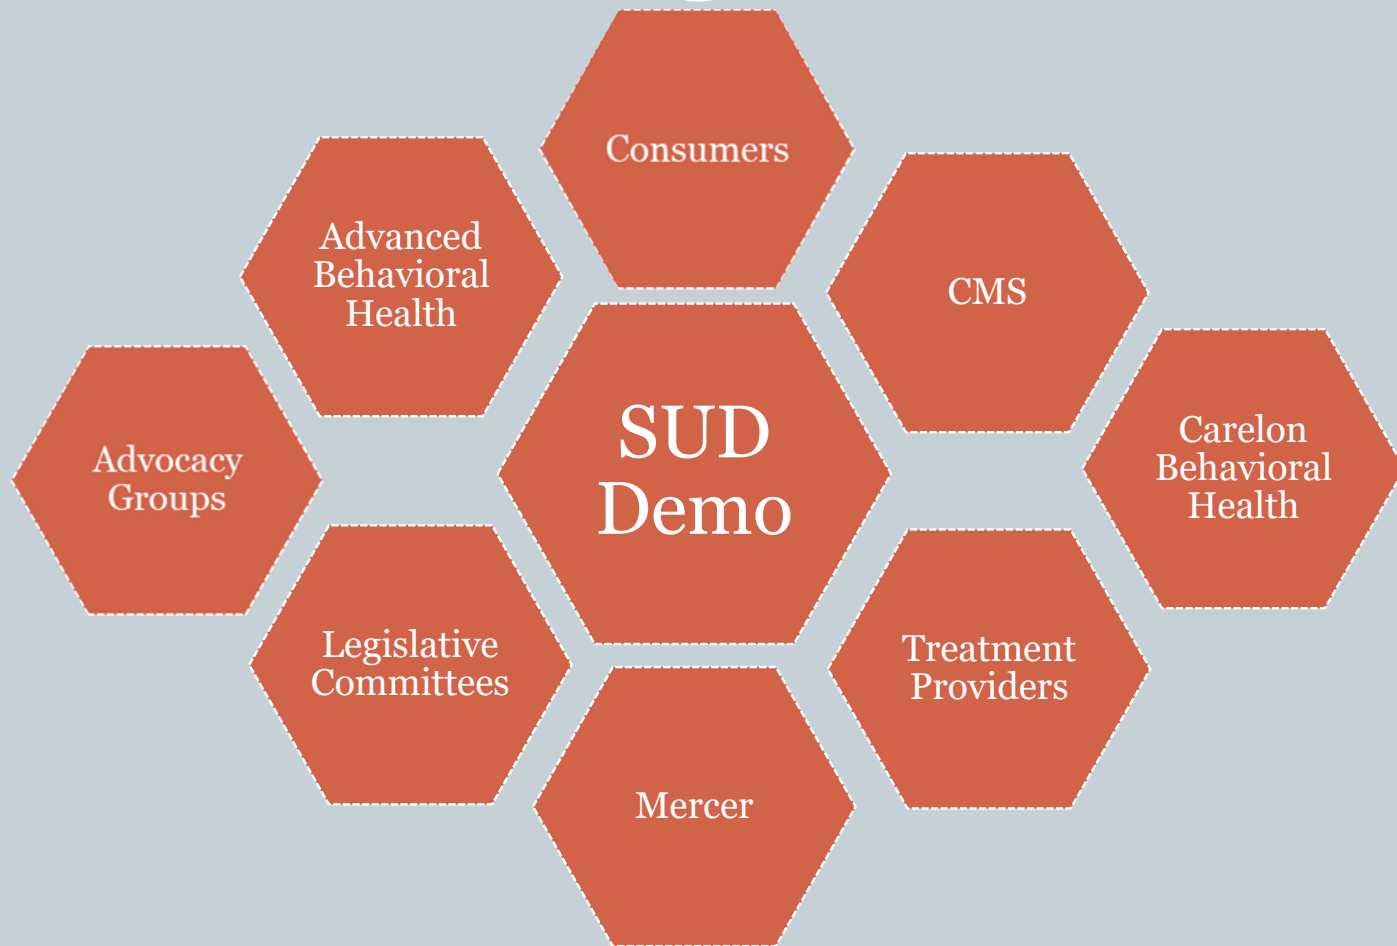 Consumers
Advanced
Behavioral
Health
CMS
Advocacy
Groups
SUD
Demo
Carelon
Behavioral
Health
Legislative
Committees
Treatment
Providers
Mercer